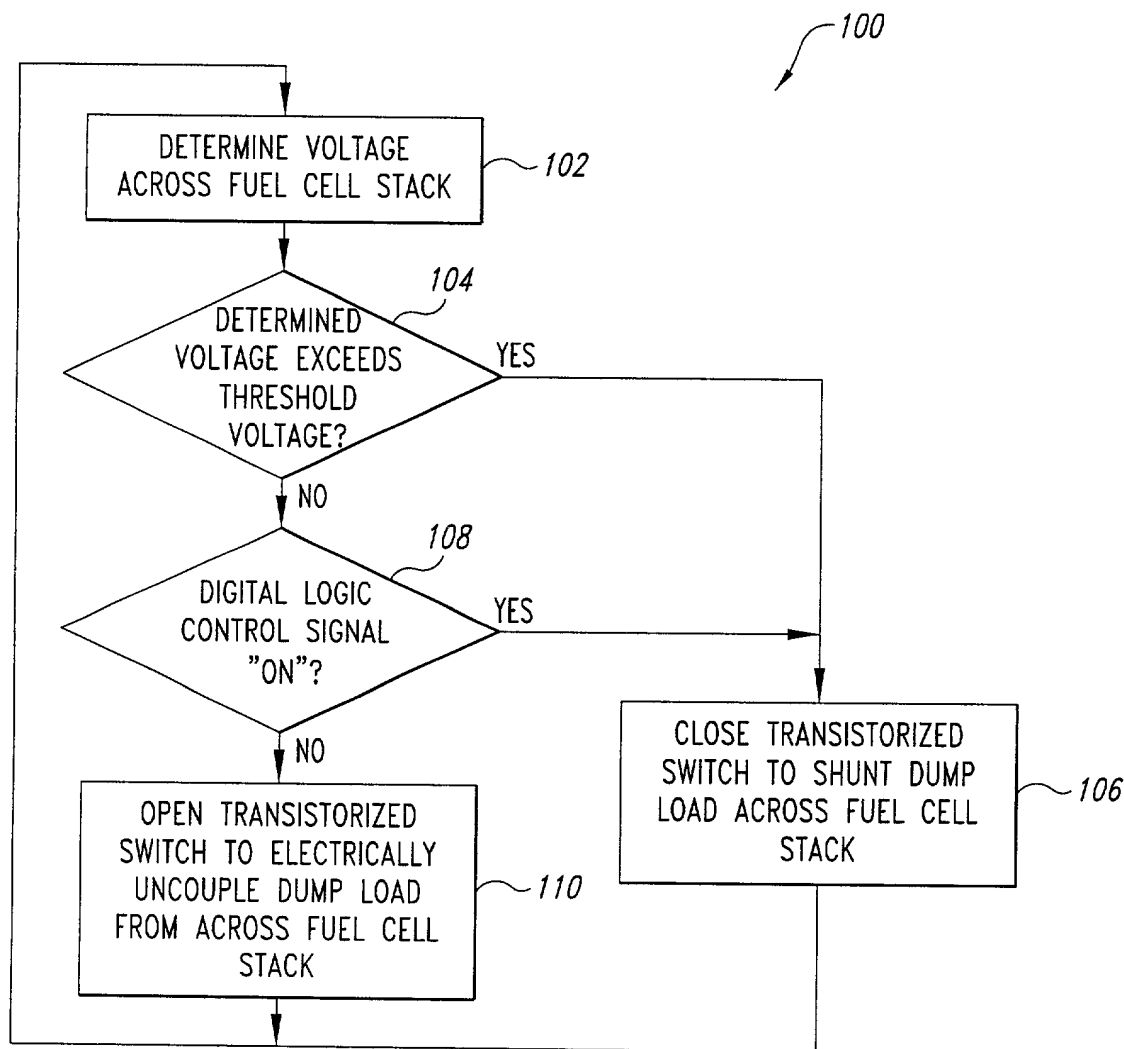 100
DETERMINE VOLTAGE
ACROSS FUEL CELL STACK
102
104
DETERMINED
VOLTAGE EXCEEDS
THRESHOLD
VOLTAGE?
YES
NO
108
DIGITAL LOGIC
CONTROL SIGNAL
"ON"?
YES
NO
CLOSE TRANSISTORIZED
SWITCH TO SHUNT DUMP
LOAD ACROSS FUEL CELL
STACK
106
OPEN TRANSISTORIZED
SWITCH TO ELECTRICALLY
UNCOUPLE DUMP LOAD
FROM ACROSS FUEL CELL
STACK
110